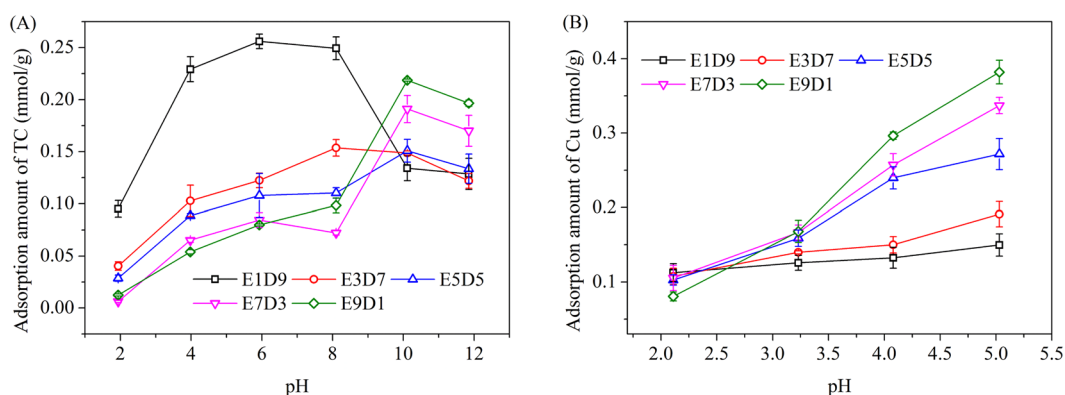 (A)
Adsorption amount of TC (mmol/g)
0.25
0.20
0.15
0.10
0.05
0.00
E1D9 E3D7 E5D5
E7D3 E9D1
2 4 6 8 10 12
pH
(B)
Adsorption amount of Cu (mmol/g)
0.4
0.3
0.2
0.1
E1D9 E3D7 E5D5
E7D3 E9D1
2.0 2.5 3.0 3.5 4.0 4.5 5.0 5.5
pH